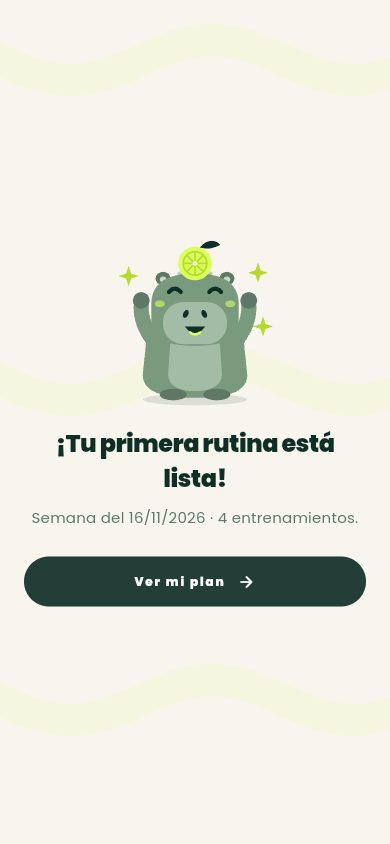 ¡Tu primera rutina está
lista!
Semana del 16/11/2026 · 4 entrenamientos.
Ver mi plan →